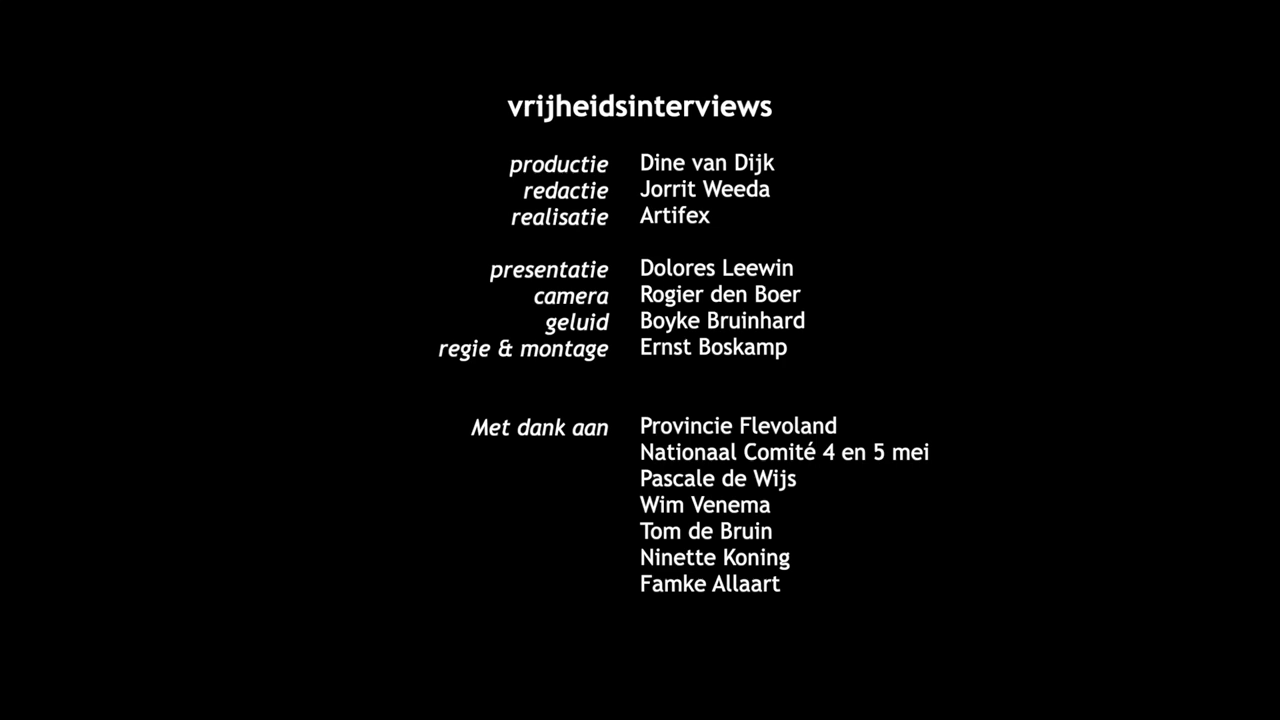 vrijheidsinterviews
productie Dine van Dijk
redactie Jorrit Weeda
realisatie Artifex
presentatie Dolores Leewin
camera Rogier den Boer
geluid Boyke Bruinhard
regie & montage Ernst Boskamp
Met dank aan Provincie Flevoland
Nationaal Comité 4 en 5 mei
Pascale de Wijs
Wim Venema
Tom de Bruin
Ninette Koning
Famke Allaart